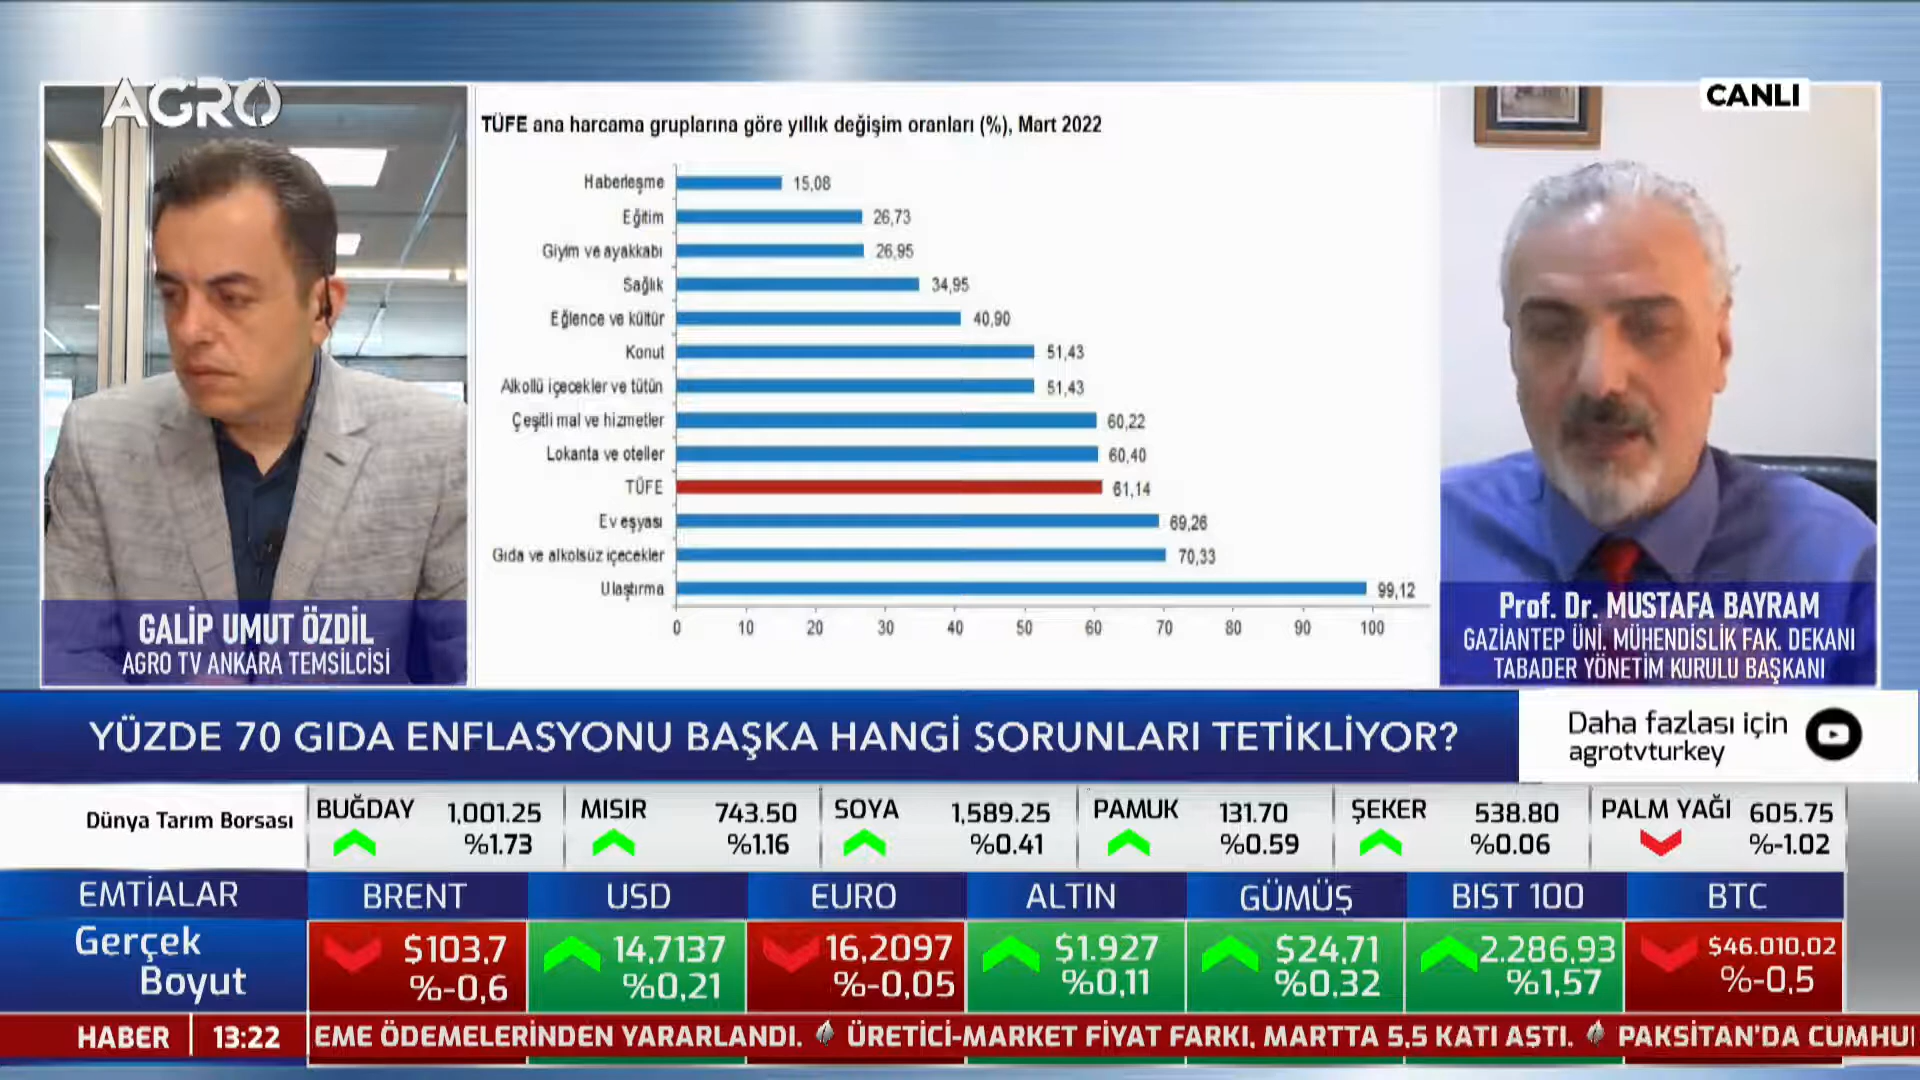 AGRO
CANLI
TÜFE ana harcama gruplarına göre yıllık değişim oranları (%), Mart 2022
Haberleşme 15,08
Eğitim 26,73
Giyim ve ayakkabı 26,95
Sağlık 34,95
Eğlence ve kültür 40,90
Konut 51,43
Alkollü içecekler ve tütün 51,43
Çeşitli mal ve hizmetler 60,22
Lokanta ve oteller 60,40
TÜFE 61,14
Ev eşyası 69,26
Gıda ve alkolsüz içecekler 70,33
Ulaştırma 99,12
0 10 20 30 40 50 60 70 80 90 100
GALİP UMUT ÖZDİL
AGRO TV ANKARA TEMSİLCİSİ
Prof. Dr. MUSTAFA BAYRAM
GAZİANTEP ÜNİ. MÜHENDİSLİK FAK. DEKANI
TABADER YÖNETİM KURULU BAŞKANI
YÜZDE 70 GIDA ENFLASYONU BAŞKA HANGİ SORUNLARI TETİKLİYOR?
Daha fazlası için
agrotvturkey
Dünya Tarım Borsası
BUĞDAY 1,001.25
%1.73
MISIR 743.50
%1.16
SOYA 1,589.25
%0.41
PAMUK 131.70
%0.59
ŞEKER 538.80
%0.06
PALM YAĞI 605.75
%-1.02
EMTİALAR
BRENT
USD
EURO
ALTIN
GÜMÜŞ
BIST 100
BTC
Gerçek
Boyut
$103,7
%-0,6
14,7137
%0,21
16,2097
%-0,05
$1.927
%0,11
$24,71
%0,32
2.286,93
%1,57
$46.010,02
%-0,5
HABER 13:22
EME ÖDEMELERİNDEN YARARLANDI. ÜRETİCİ-MARKET FİYAT FARKI, MARTTA 5,5 KATI AŞTI. PAKSİTAN'DA CUMHU